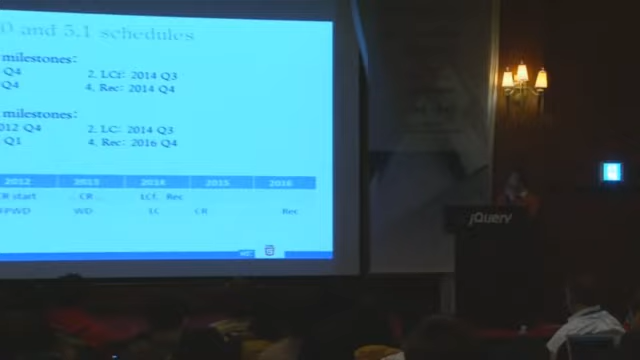 0 and 5.1 schedules
milestones:
Q4 2. LCf: 2014 Q3
Q4 4. Rec: 2014 Q4
milestones:
012 Q4 2. LC: 2014 Q3
Q1 4. Rec: 2016 Q4
2012 2013 2014 2015 2016
CR start CR LCf. Rec
FPWD WD LC CR Rec
jQuery